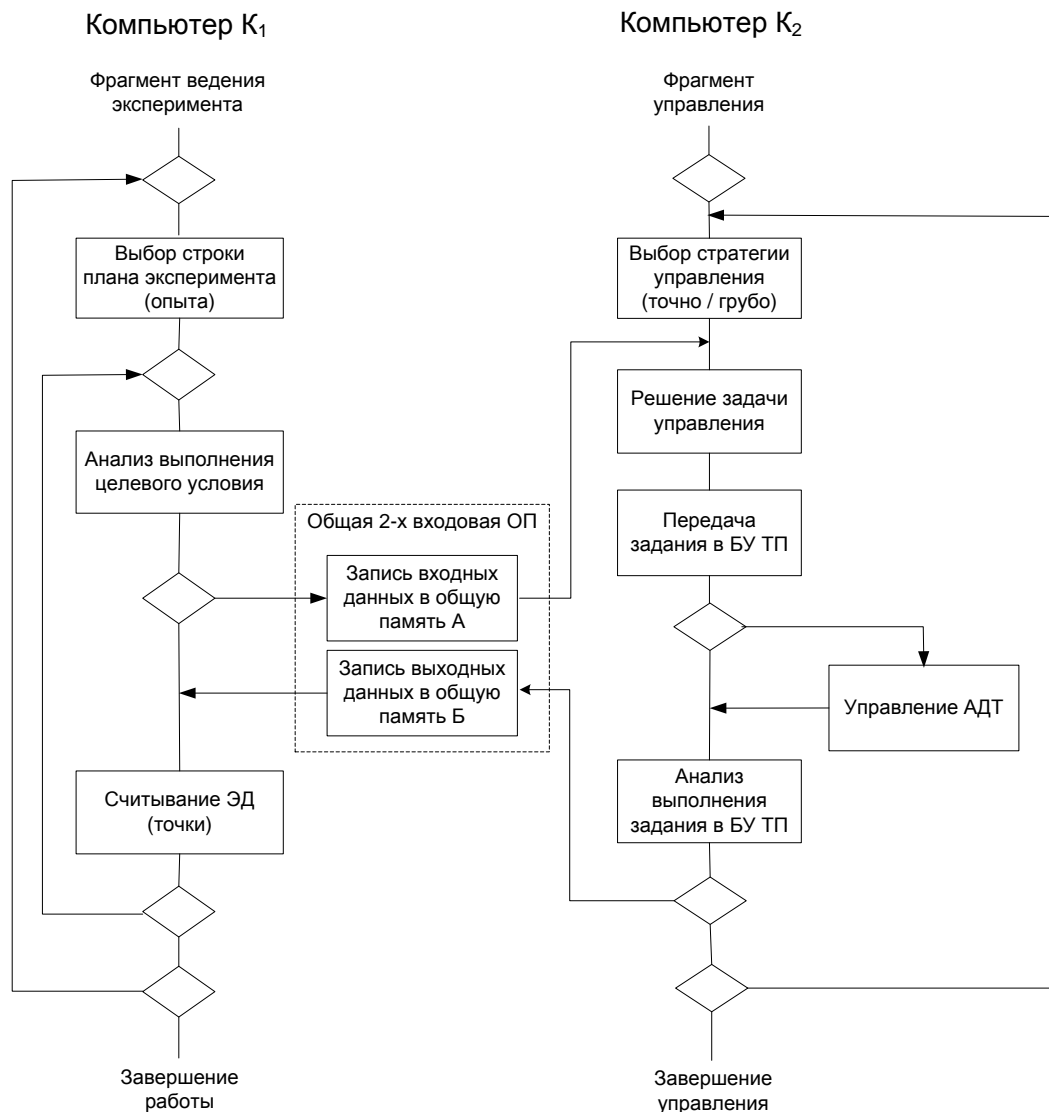 Компьютер К1
Фрагмент ведения
эксперимента
Выбор строки
плана эксперимента
(опыта)
Анализ выполнения
целевого условия
Общая 2-х входовая ОП
Запись входных
данных в общую
память А
Запись выходных
данных в общую
память Б
Считывание ЭД
(точки)
Завершение
работы
Компьютер К2
Фрагмент
управления
Выбор стратегии
управления
(точно / грубо)
Решение задачи
управления
Передача
задания в БУ ТП
Управление АДТ
Анализ
выполнения
задания в БУ ТП
Завершение
управления